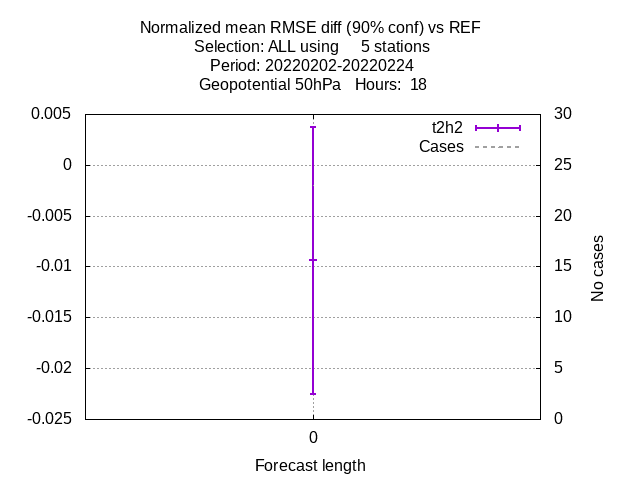 Normalized mean RMSE diff (90% conf) vs REF
Selection: ALL using     5 stations
Period: 20220202-20220224
Geopotential 50hPa   Hours:  18
0.005
0
-0.005
-0.01
-0.015
-0.02
-0.025
30
25
20
15
10
5
0
t2h2
Cases
No cases
0
Forecast length